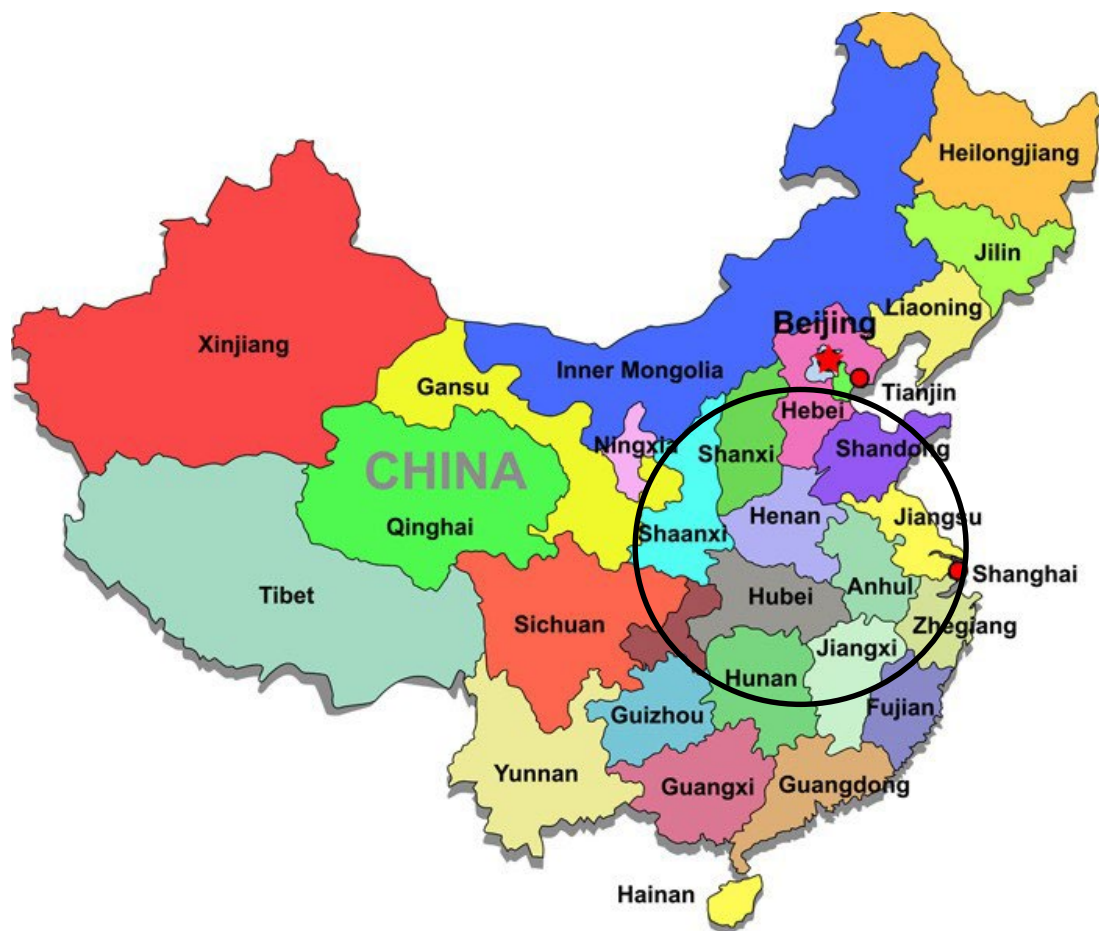 Heilongjiang
Jilin
Liaoning
Beijing
Xinjiang
Inner Mongolia
Gansu
Tianjin
Hebei
Ningxia
Shanxi
Shandong
CHINA
Qinghai
Shaanxi
Henan
Jiangsu
Shanghai
Tibet
Hubei
Anhul
Sichuan
Zhegiang
Jiangxi
Hunan
Guizhou
Fujian
Yunnan
Guangxi
Guangdong
Hainan